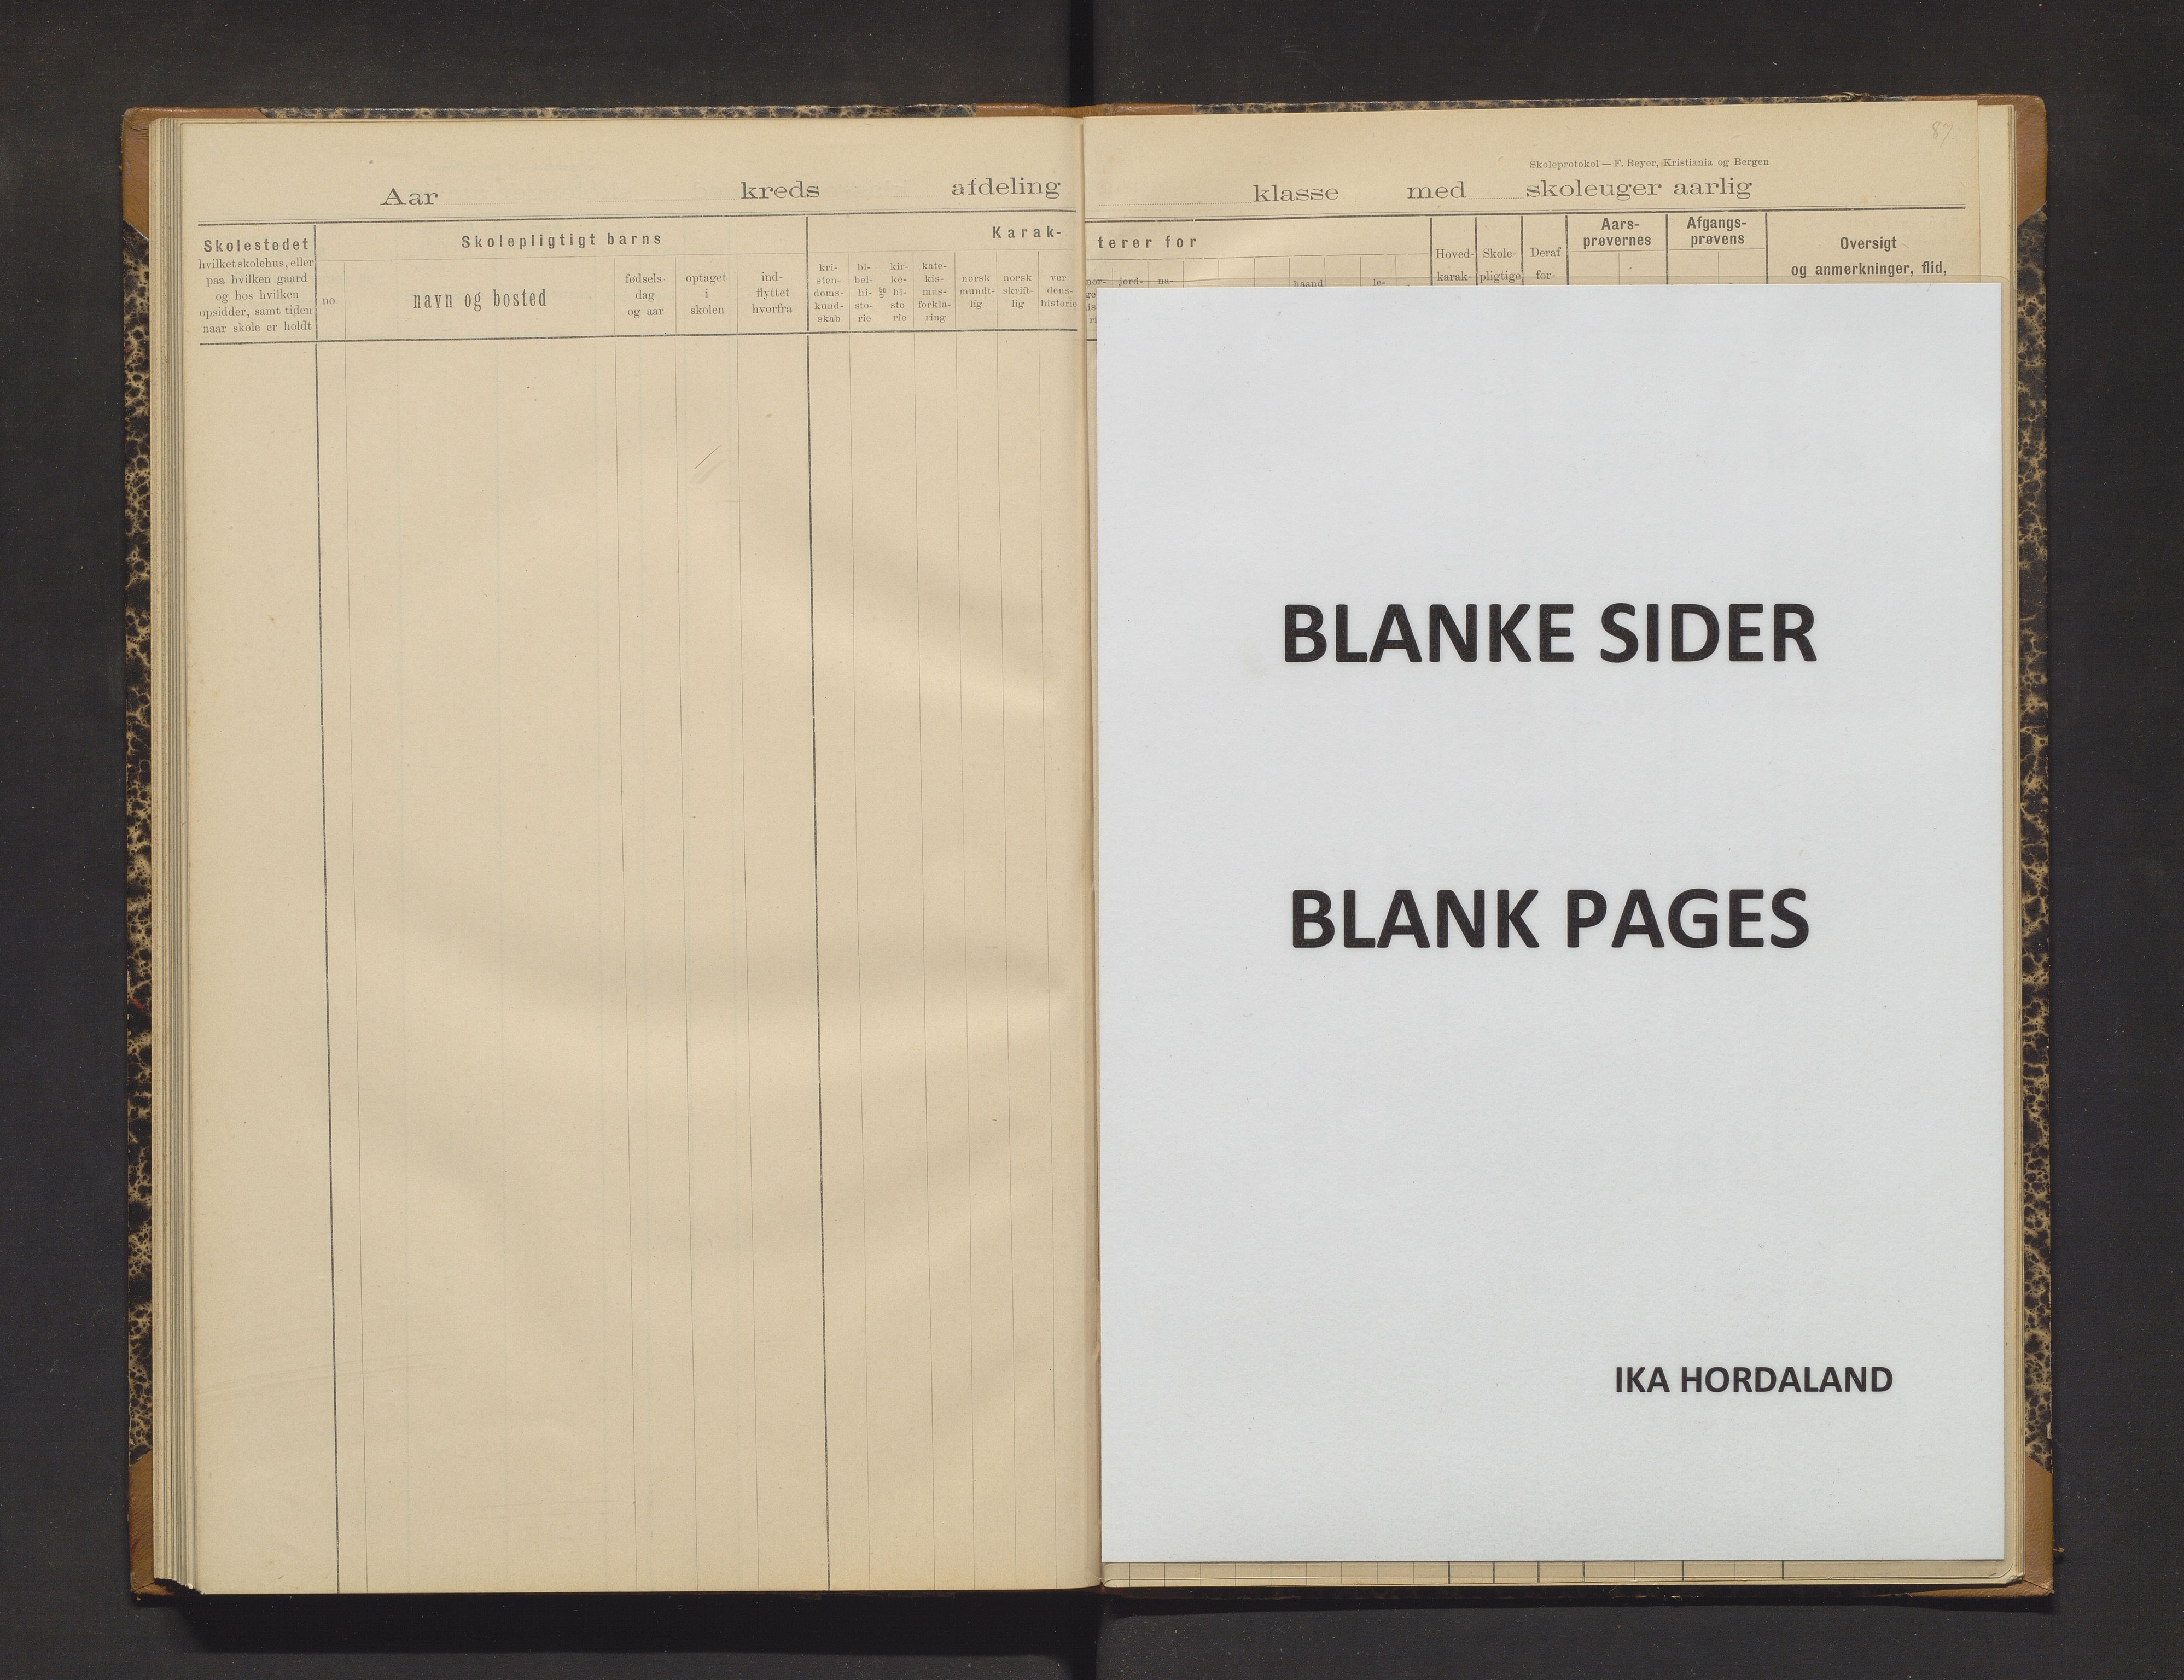 Aar kreds afdeling
Skolestedet
hvilket skolehus, eller
paa hvilken gaard
og hos hvilken
opsidder, samt tiden
naar skole er holdt
Skolepligtigt barns
no
navn og bosted
fødsels-
dag
og aar
optaget
i
skolen
ind-
flyttet
hvorfra
Karak-
kri-
sten-
doms-
kund-
skab
bi-
bel-
hi-
sto-
rie
og
kir-
ke-
hi-
sto
rie
kate-
kis-
mus-
forkla-
ring
norsk
mundt-
lig
norsk
skrift-
lig
ver
dens-
historie
87.
Skoleprotokol — F. Beyer, Kristiania og Bergen
klasse med skoleuger aarlig
terer for
jord-
na-
haand
le-
Hoved-
karak-
Skole-
pligtige
Deraf
for-
Aars-
prøvernes
Afgangs-
prøvens
Oversigt
og anmerkninger, flid,
BLANKE SIDER
BLANK PAGES
IKA HORDALAND